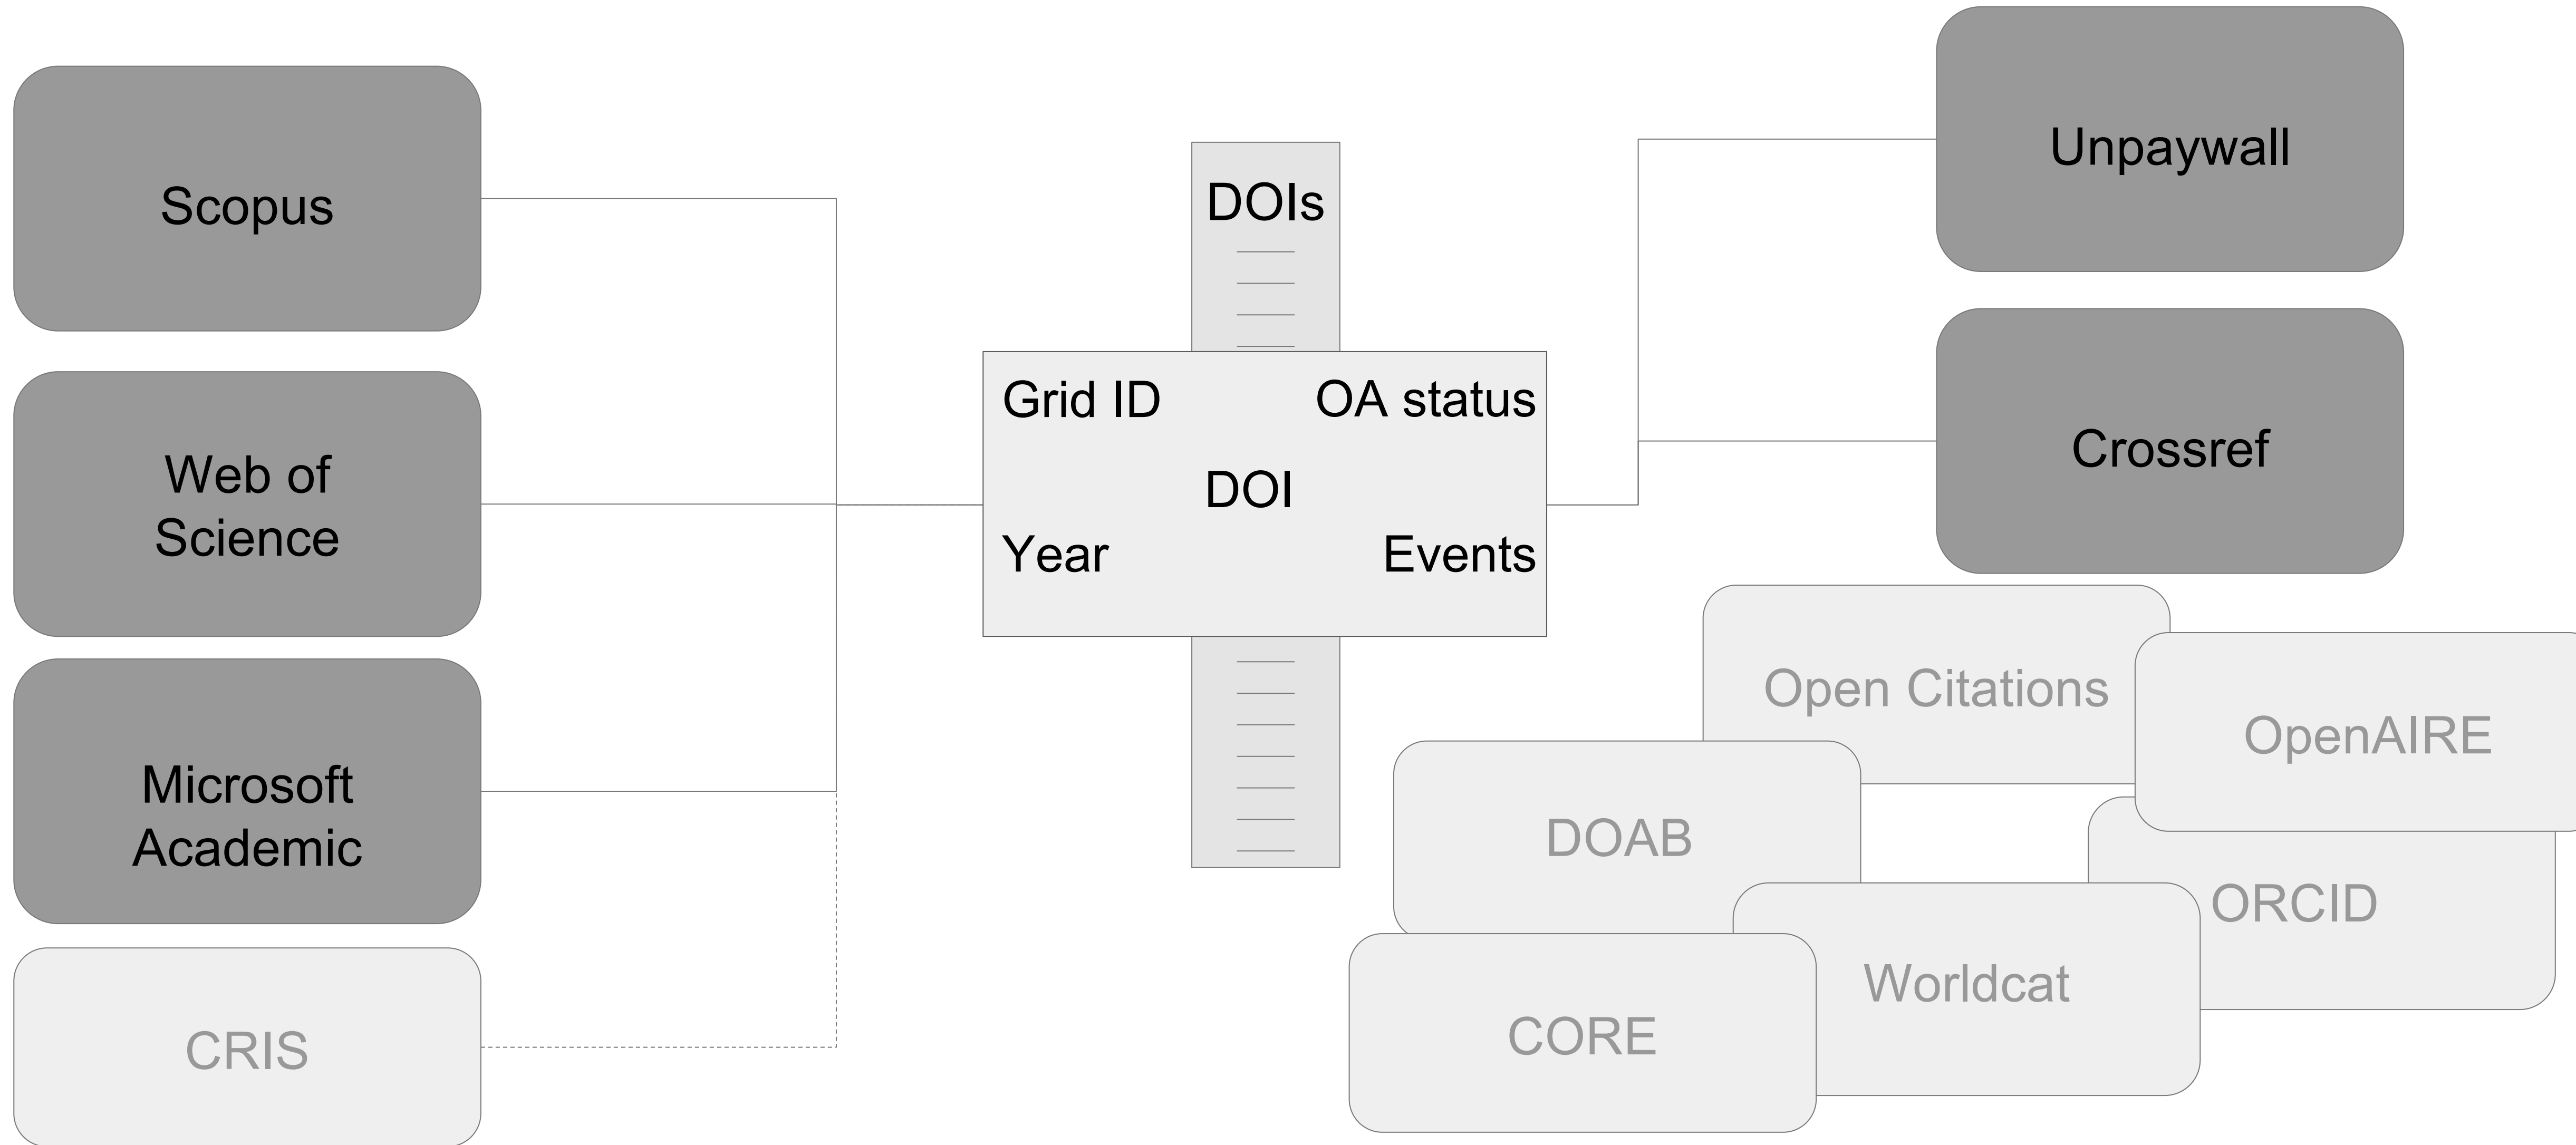 Scopus
Web of
Science
Microsoft
Academic
CRIS
DOIs
Grid ID
OA status
DOI
Year
Events
Unpaywall
Crossref
Open Citations
OpenAIRE
DOAB
ORCID
Worldcat
CORE